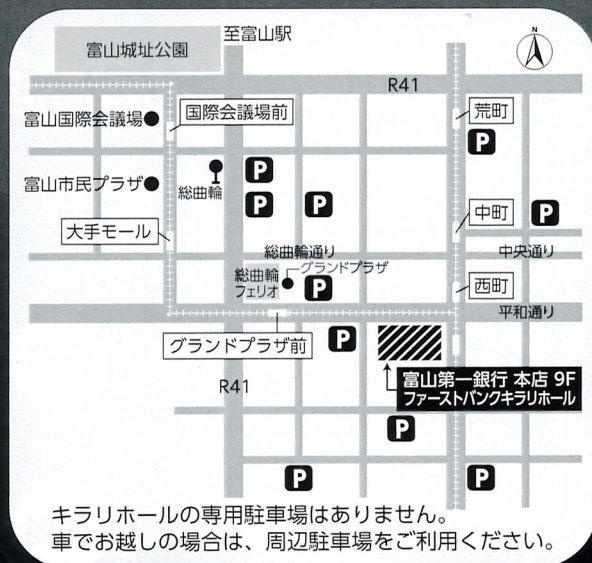 至富山駅
富山城址公園
N
R41
富山国際会議場
国際会議場前
荒町
P
富山市民プラザ
総曲輪
P
P
P
大手モール
中町
P
総曲輪通り
中央通り
グランドプラザ
総曲輪
フェリオ
P
西町
平和通り
グランドプラザ前
P
R41
富山第一銀行 本店 9F
ファーストバンクキラリホール
P
P
P
キラリホールの専用駐車場はありません。
車でお越しの場合は、周辺駐車場をご利用ください。